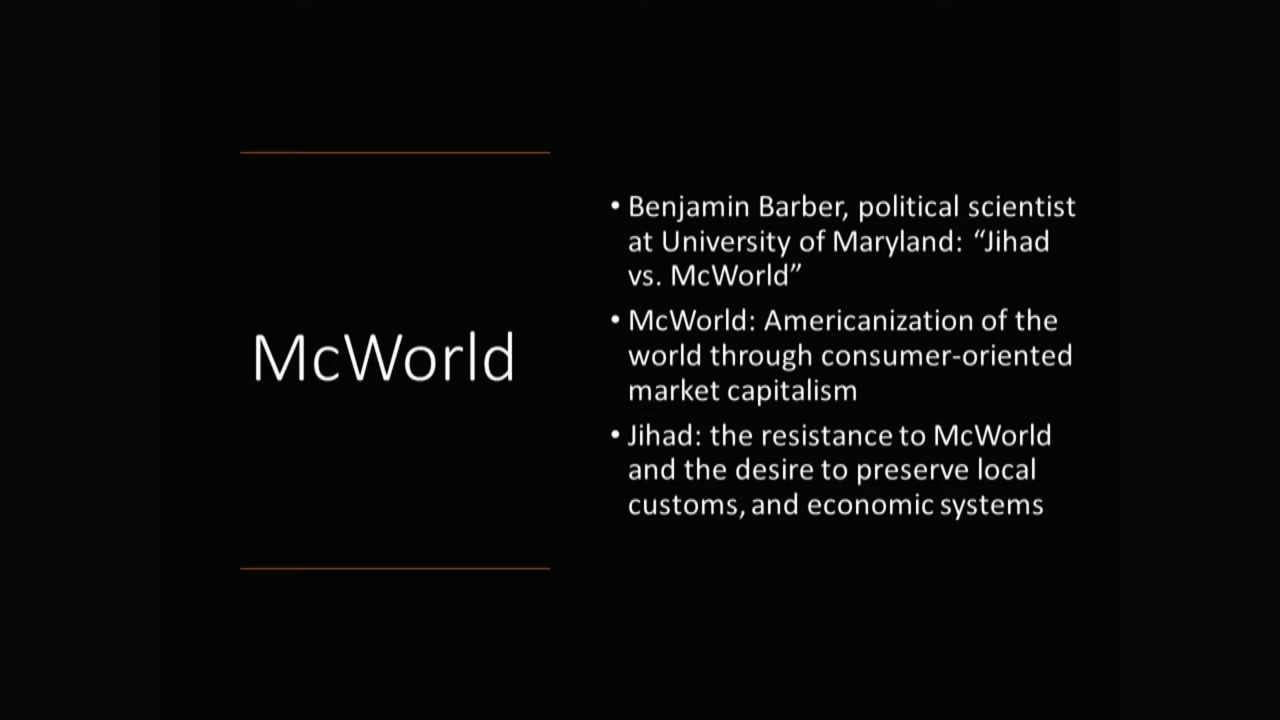 McWorld
• Benjamin Barber, political scientist
at University of Maryland: “Jihad
vs. McWorld”
• McWorld: Americanization of the
world through consumer-oriented
market capitalism
• Jihad: the resistance to McWorld
and the desire to preserve local
customs, and economic systems